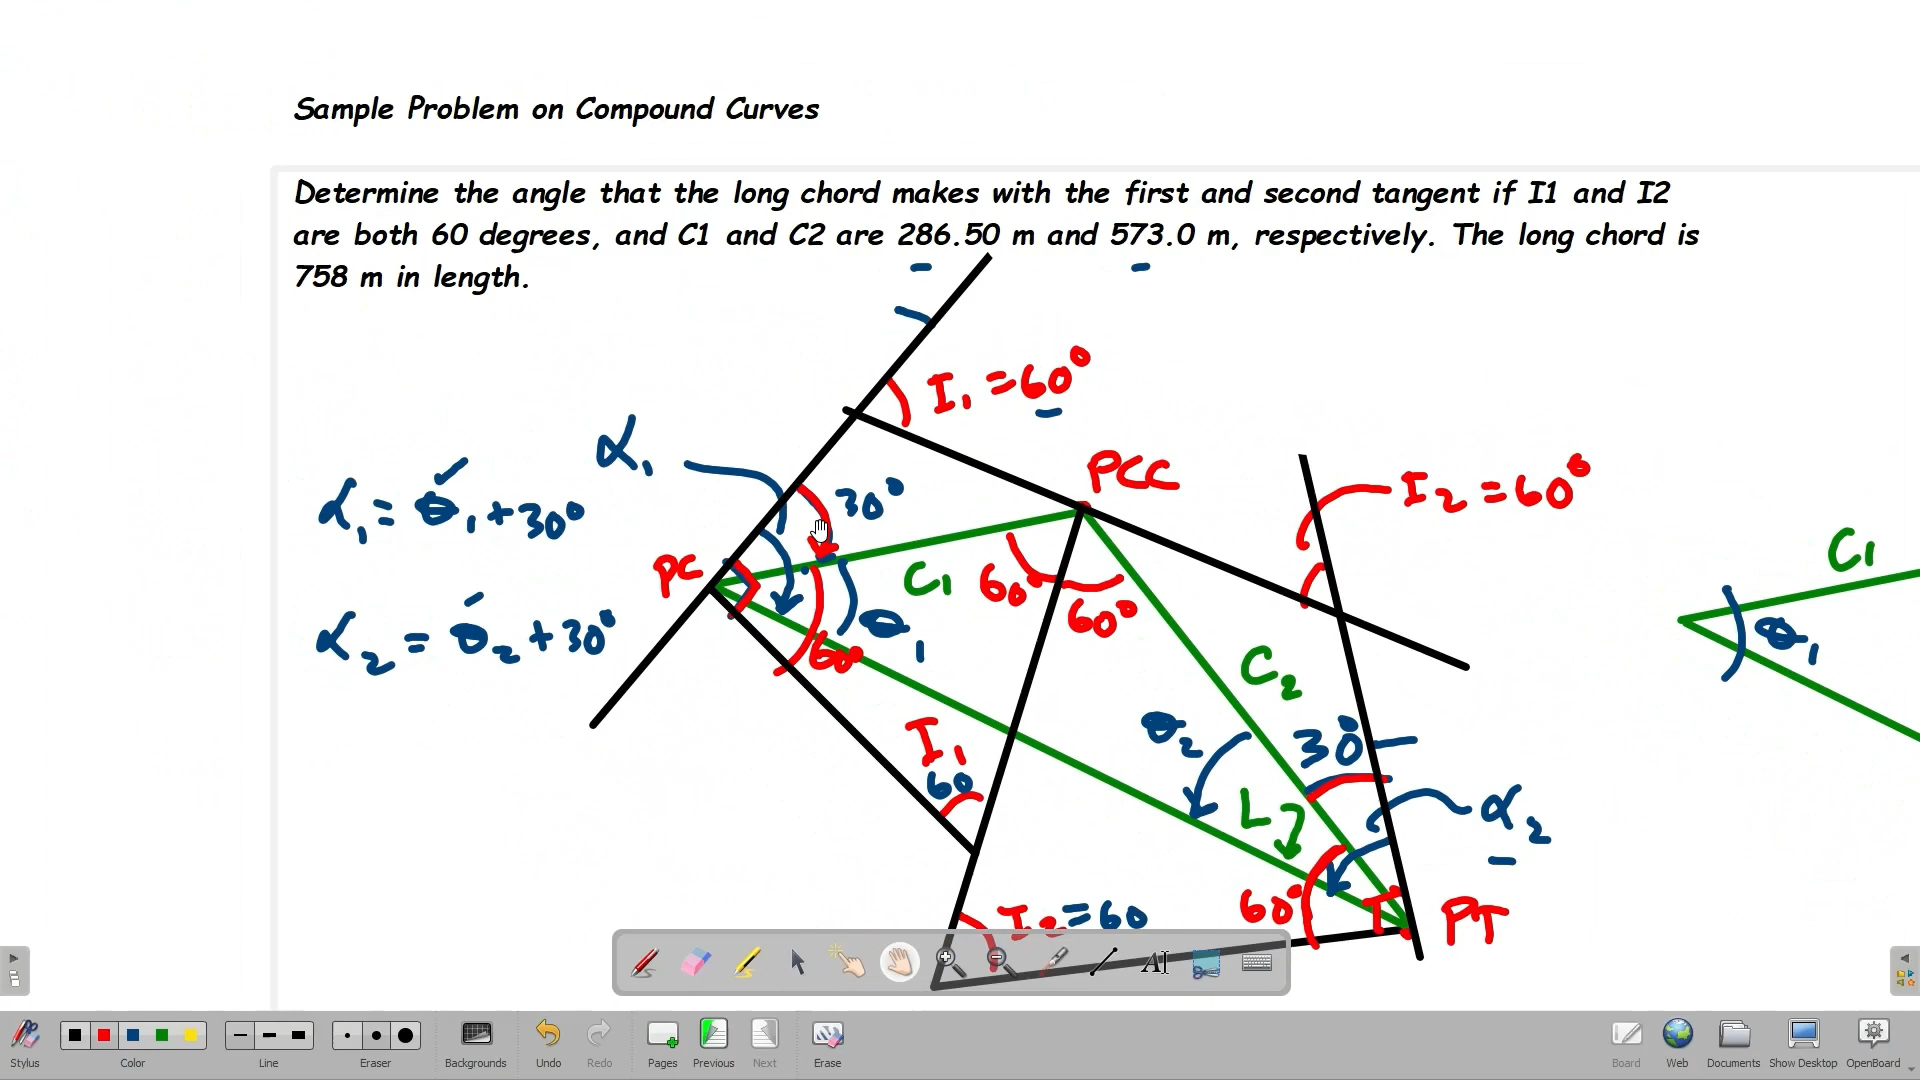 Sample Problem on Compound Curves
Determine the angle that the long chord makes with the first and second tangent if I1 and I2
are both 60 degrees, and C1 and C2 are 286.50 m and 573.0 m, respectively. The long chord is
758 m in length.
I₁ = 60°
α₁
PCC
I₂ = 60°
α₁ = θ₁ + 30°
30°
PC
C₁
60°
60°
C₁
θ₁
60°
θ₁
α₂ = θ₂ + 30°
C₂
I₁
60
θ₂
30°
L
α₂
60°
I₂ = 60
PT
Stylus
Color
Line
Eraser
Backgrounds
Undo
Redo
Pages
Previous
Next
Erase
Board
Web
Documents
Show Desktop
OpenBoard